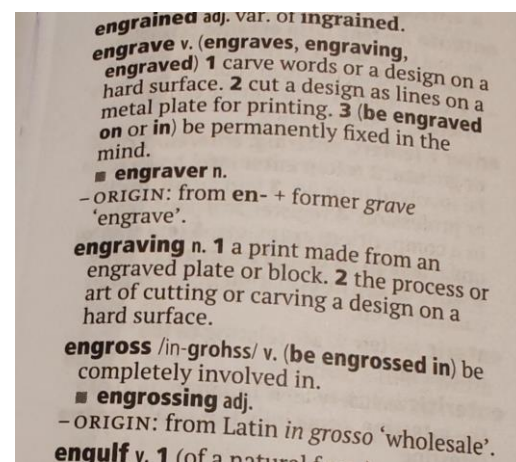 engrained adj. var. of ingrained.
engrave v. (engraves, engraving,
engraved) 1 carve words or a design on a
hard surface. 2 cut a design as lines on a
metal plate for printing. 3 (be engraved
on or in) be permanently fixed in the
mind.
■ engraver n.
– ORIGIN: from en- + former grave
'engrave'.
engraving n. 1 a print made from an
engraved plate or block. 2 the process or
art of cutting or carving a design on a
hard surface.
engross /in-grohss/ v. (be engrossed in) be
completely involved in.
■ engrossing adj.
– ORIGIN: from Latin in grosso 'wholesale'.
engulf v. 1 (of a natural